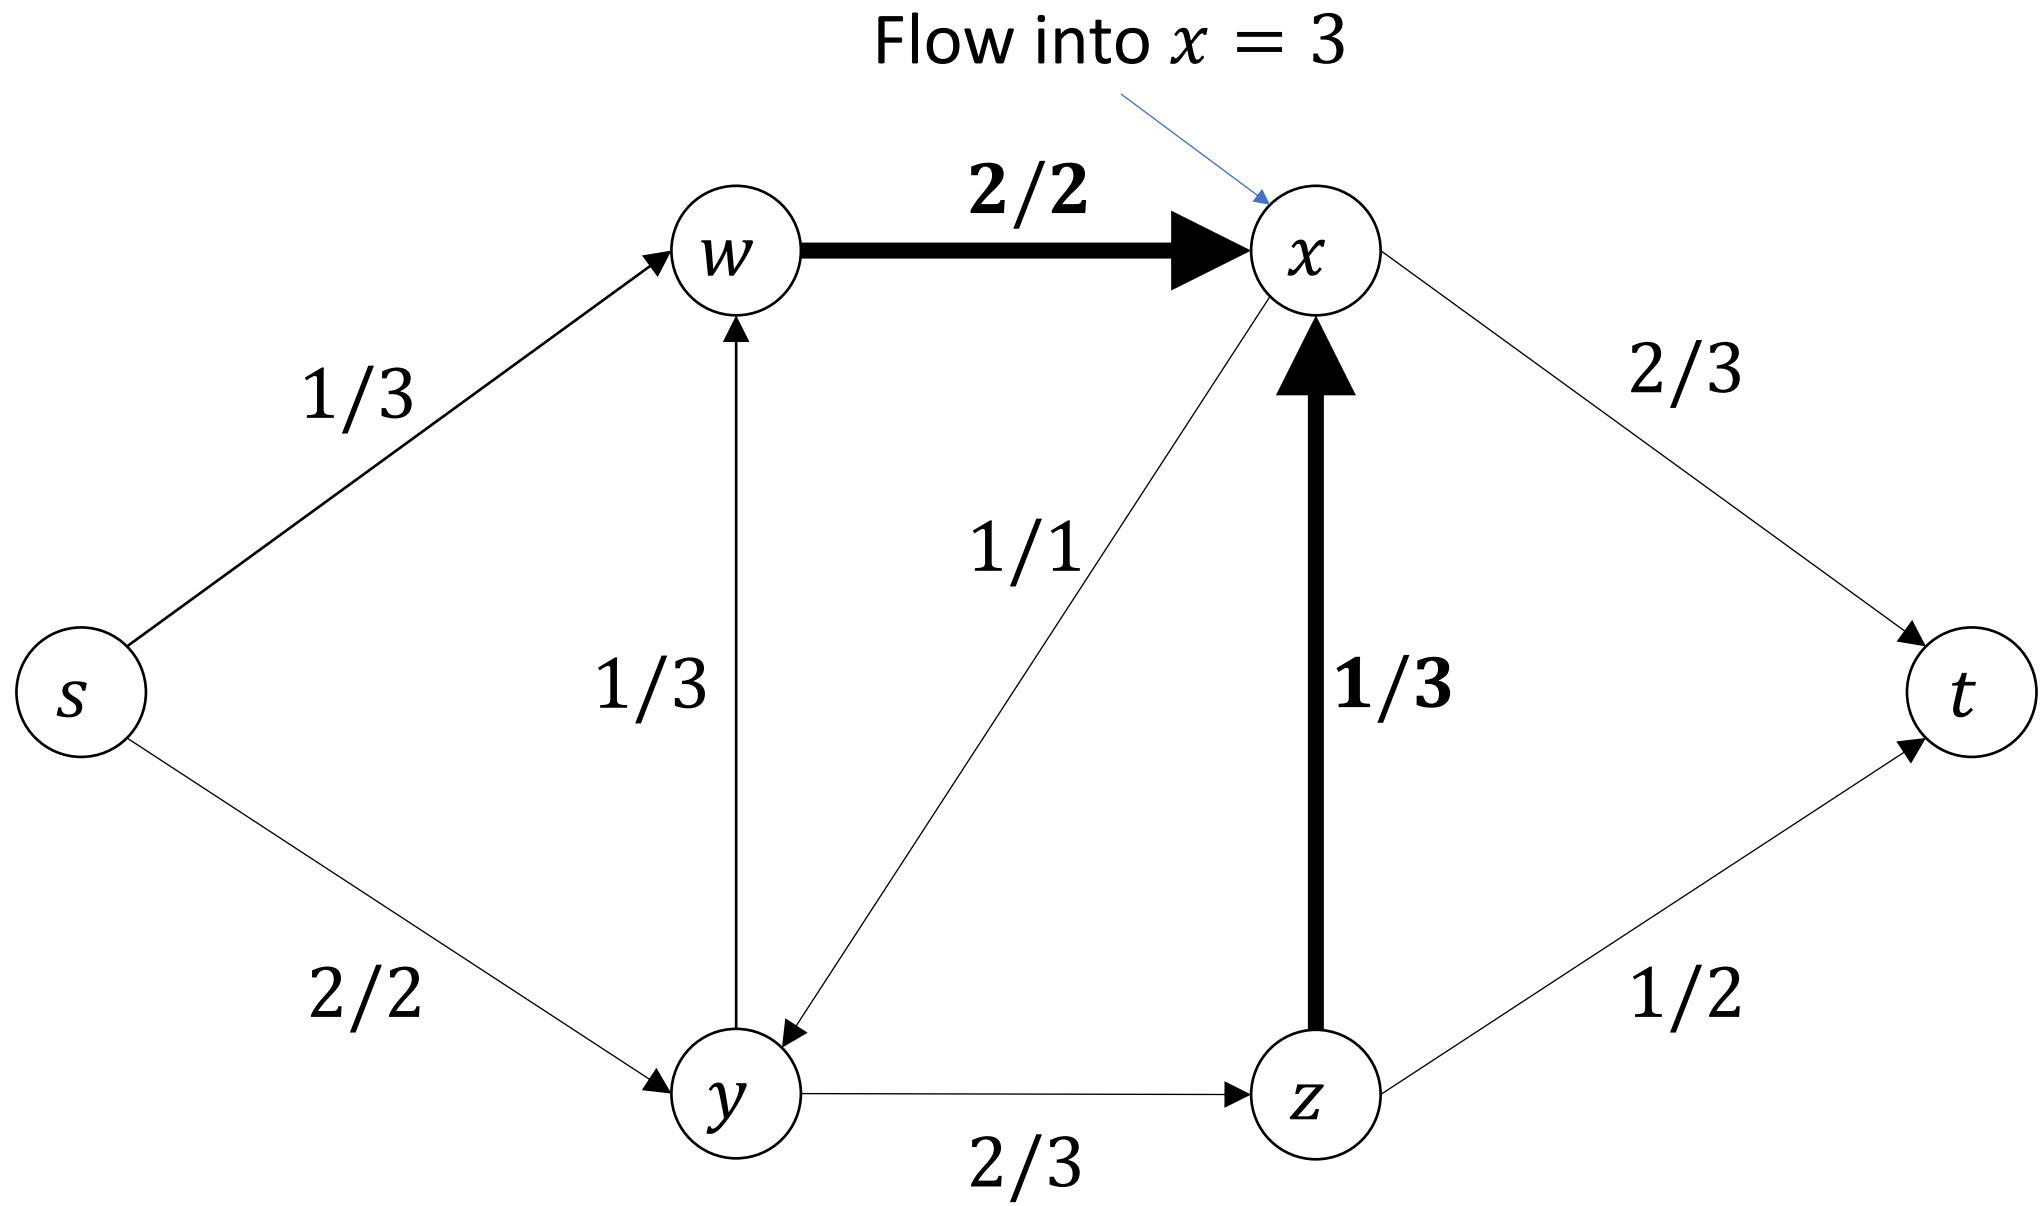 Flow into x = 3
2/2
w
x
1/3
2/3
1/1
s
1/3
1/3
t
2/2
1/2
y
z
2/3